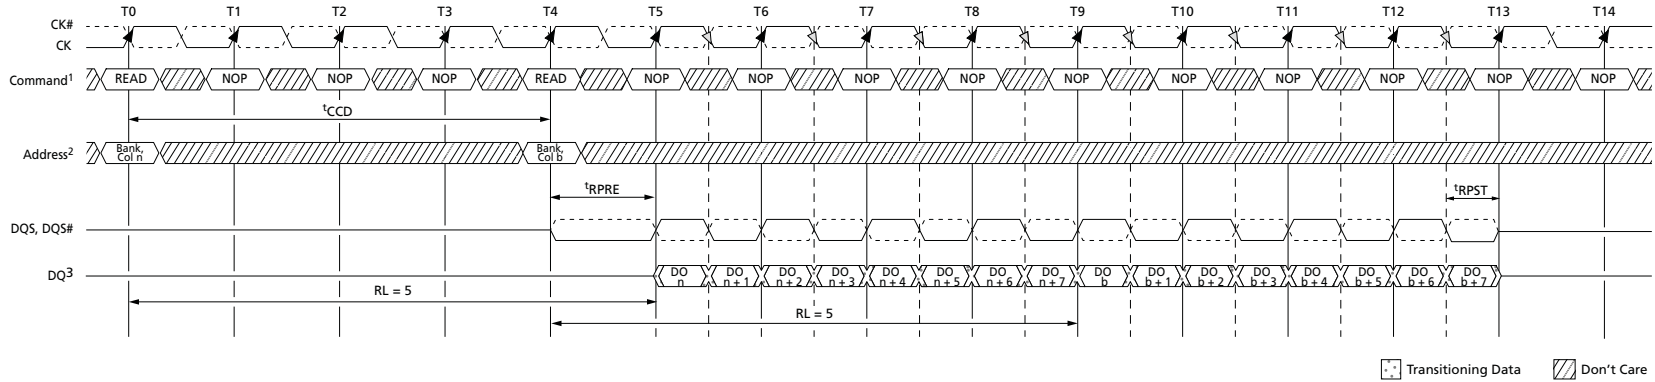 T0 T1 T2 T3 T4 T5 T6 T7 T8 T9 T10 T11 T12 T13 T14
CK#
CK
Command1 READ NOP NOP NOP READ NOP NOP NOP NOP NOP NOP NOP NOP NOP NOP
tCCD
Address2 Bank, Col n Bank, Col b
tRPRE tRPST
DQS, DQS#
DQ3 DO n DO n + 1 DO n + 2 DO n + 3 DO n + 4 DO n + 5 DO n + 6 DO n + 7 DO b DO b + 1 DO b + 2 DO b + 3 DO b + 4 DO b + 5 DO b + 6 DO b + 7
RL = 5
RL = 5
Transitioning Data Don't Care